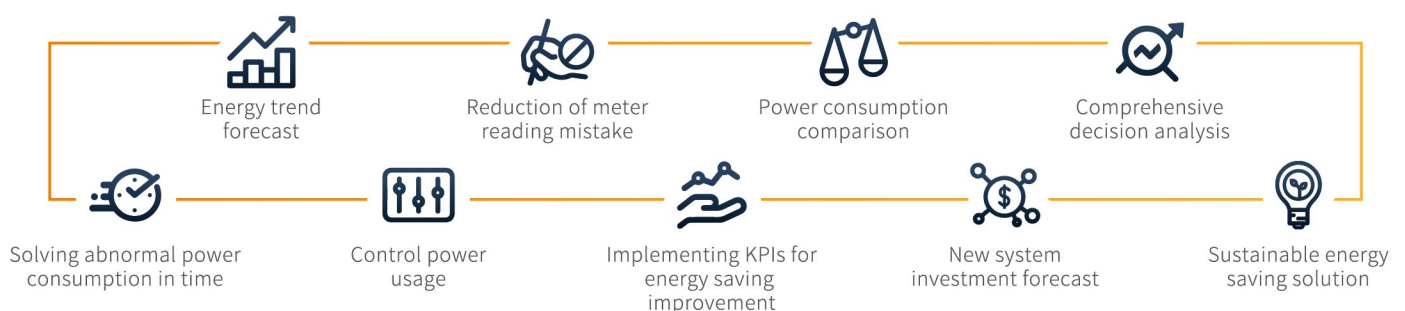 Energy trend
forecast
Reduction of meter
reading mistake
Power consumption
comparison
Comprehensive
decision analysis
Solving abnormal power
consumption in time
Control power
usage
Implementing KPIs for
energy saving
improvement
$
New system
investment forecast
Sustainable energy
saving solution